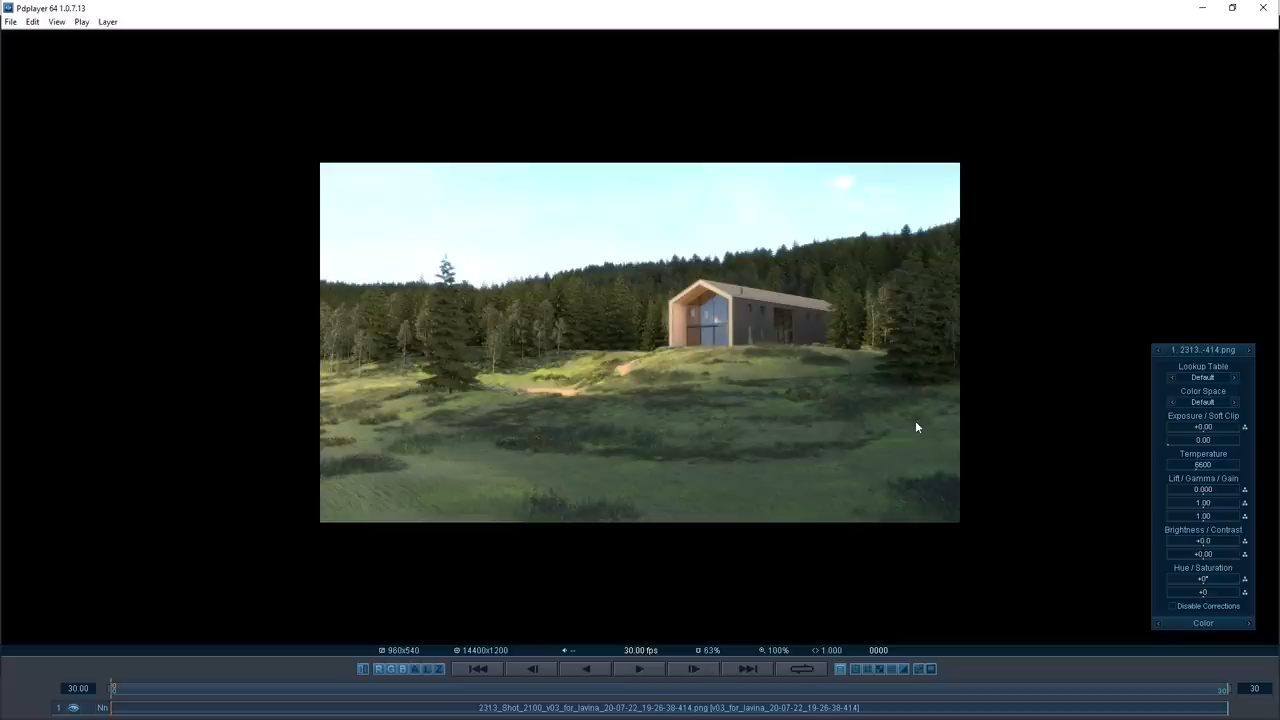 Pdplayer 64 1.0.7.13
File Edit View Play Layer
1. 2313..-414.png
Lookup Table
Default
Color Space
Default
Exposure / Soft Clip
+0.00
0.00
Temperature
6600
Lift / Gamma / Gain
0.000
1.00
1.00
Brightness / Contrast
+0.0
+0.00
Hue / Saturation
+0°
+0
Disable Corrections
Color
960x540 14400x1200 -- 30.00 fps 63% 100% <> 1.000 0000
R G B A L Z
30.00 30 30
1 Nn 2313_Shot_2100_v03_for_lavina_20-07-22_19-26-38-414.png [v03_for_lavina_20-07-22_19-26-38-414]